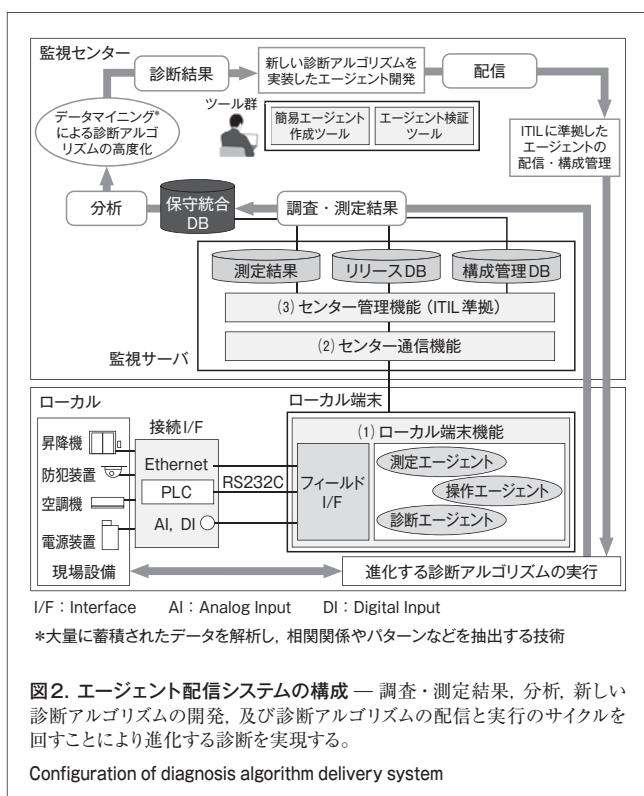 監視センター
診断結果
新しい診断アルゴリズムを
実装したエージェント開発
配信
データマイニング*
による診断アルゴ
リズムの高度化
ツール群
簡易エージェント
作成ツール
エージェント検証
ツール
ITILに準拠した
エージェントの
配信・構成管理
分析
保守統合
DB
調査・測定結果
測定結果
リリースDB
構成管理DB
(3) センター管理機能（ITIL準拠）
(2) センター通信機能
監視サーバ
ローカル
ローカル端末
接続I/F
(1) ローカル端末機能
昇降機
防犯装置
空調機
電源装置
現場設備
Ethernet
PLC
AI, DI
RS232C
フィールド
I/F
測定エージェント
操作エージェント
診断エージェント
進化する診断アルゴリズムの実行
I/F：Interface　AI：Analog Input　DI：Digital Input
*大量に蓄積されたデータを解析し，相関関係やパターンなどを抽出する技術
図2．エージェント配信システムの構成 ― 調査・測定結果，分析，新しい
診断アルゴリズムの開発，及び診断アルゴリズムの配信と実行のサイクルを
回すことにより進化する診断を実現する。
Configuration of diagnosis algorithm delivery system